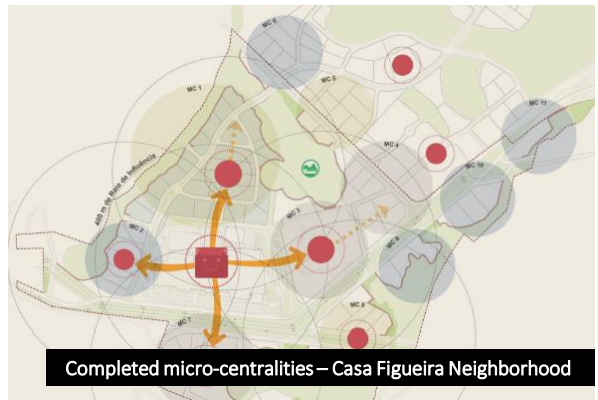 MC 6
MC 5
MC 1
MC 11
MC 4
MC 10
400 m de Raio de Influência
MC 3
MC 2
MC 9
MC 8
MC 7
Completed micro-centralities – Casa Figueira Neighborhood